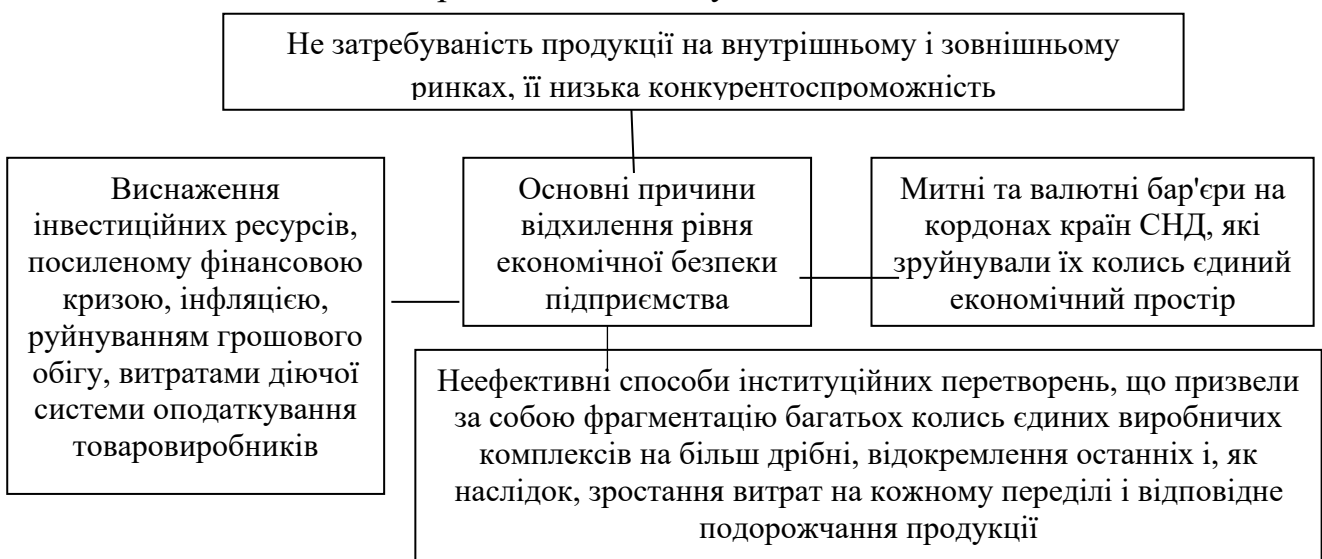 Не затребуваність продукції на внутрішньому і зовнішньому
ринках, її низька конкурентоспроможність
Виснаження
інвестиційних ресурсів,
посиленому фінансовою
кризою, інфляцією,
руйнуванням грошового
обігу, витратами діючої
системи оподаткування
товаровиробників
Основні причини
відхилення рівня
економічної безпеки
підприємства
Митні та валютні бар'єри на
кордонах країн СНД, які
зруйнували їх колись єдиний
економічний простір
Неефективні способи інституційних перетворень, що призвели
за собою фрагментацію багатьох колись єдиних виробничих
комплексів на більш дрібні, відокремлення останніх і, як
наслідок, зростання витрат на кожному переділі і відповідне
подорожчання продукції